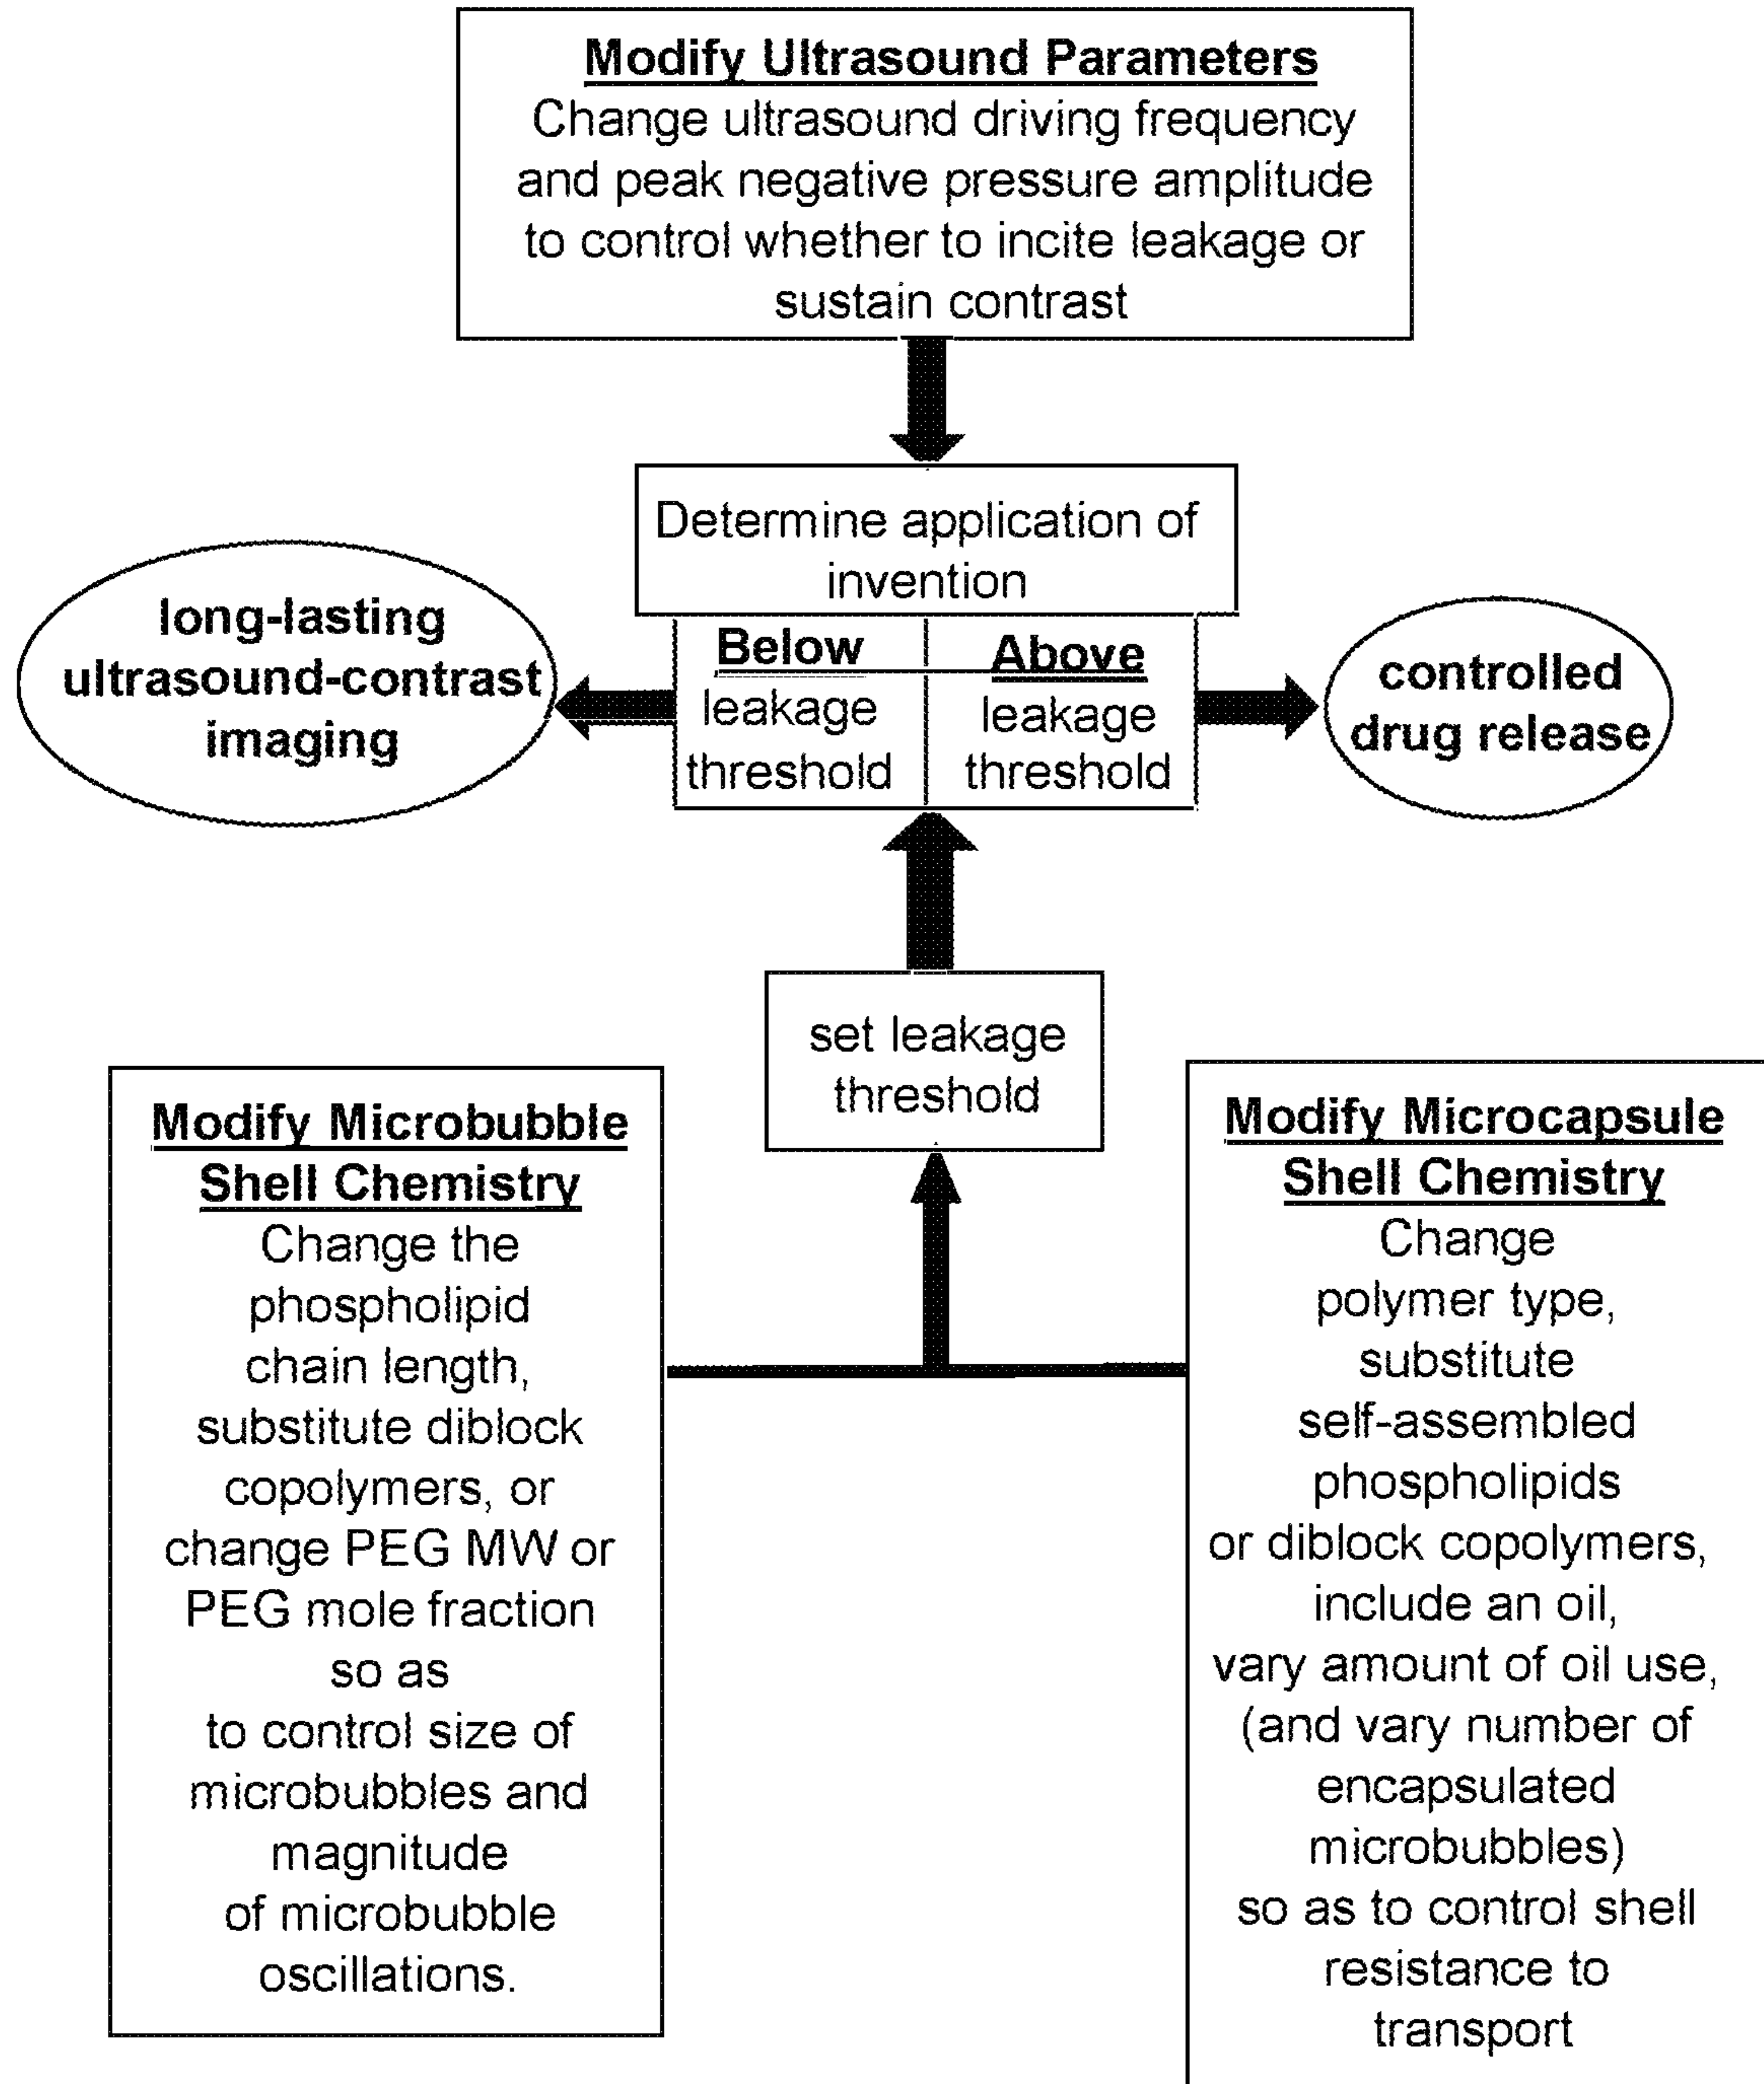 Modify Ultrasound Parameters
Change ultrasound driving frequency
and peak negative pressure amplitude
to control whether to incite leakage or
sustain contrast
Determine application of
invention
long-lasting
ultrasound-contrast
imaging
Below
leakage
threshold
Above
leakage
threshold
controlled
drug release
set leakage
threshold
Modify Microbubble
Shell Chemistry
Change the
phospholipid
chain length,
substitute diblock
copolymers, or
change PEG MW or
PEG mole fraction
so as
to control size of
microbubbles and
magnitude
of microbubble
oscillations.
Modify Microcapsule
Shell Chemistry
Change
polymer type,
substitute
self-assembled
phospholipids
or diblock copolymers,
include an oil,
vary amount of oil use,
(and vary number of
encapsulated
microbubbles)
so as to control shell
resistance to
transport